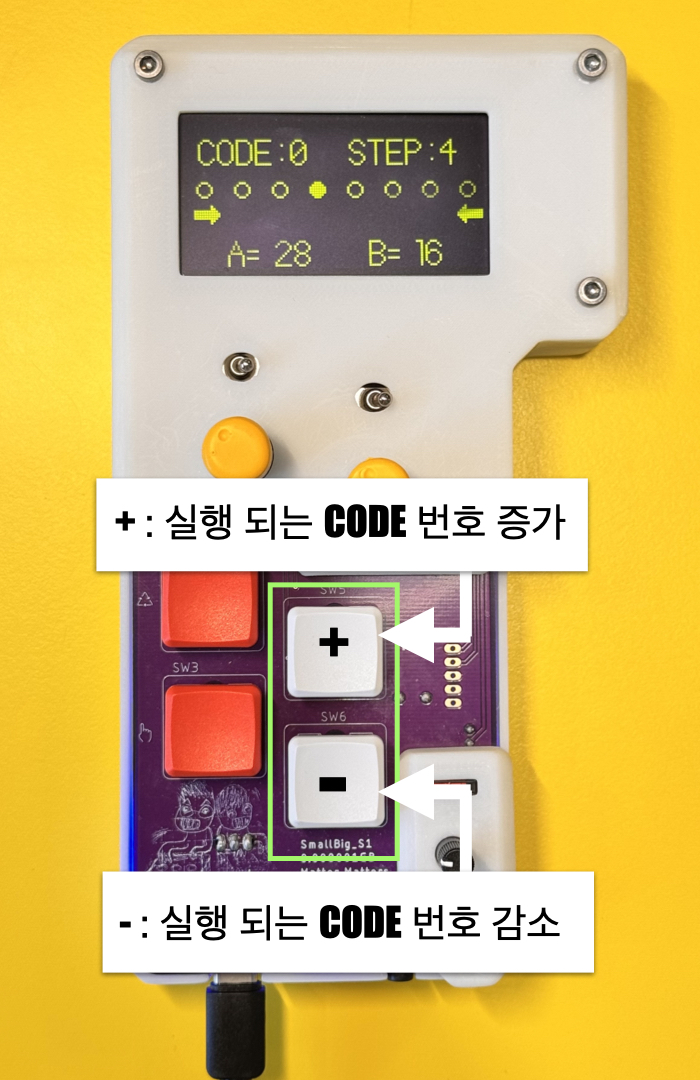 CODE:0 STEP:4
A= 28 B= 16
+ : 실행 되는 CODE 번호 증가
SW5
+
SW3
SW6
-
SmallBig_S1
- : 실행 되는 CODE 번호 감소